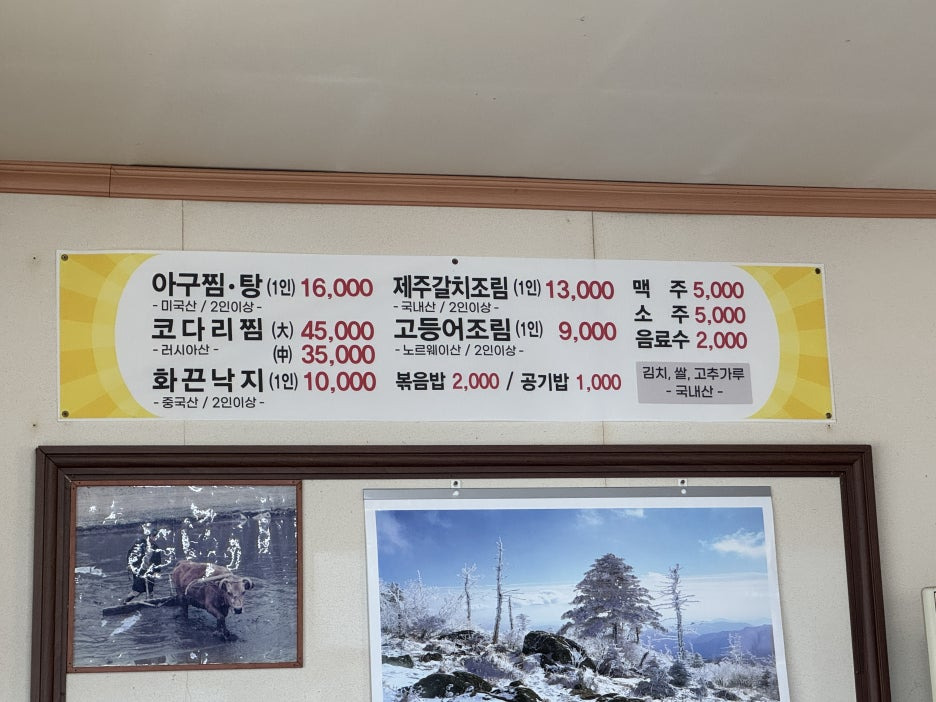 아구찜·탕 (1인) 16,000
- 미국산 / 2인이상 -
코다리찜 (大) 45,000
- 러시아산 - (中) 35,000
화끈낙지 (1인) 10,000
- 중국산 / 2인이상 -
제주갈치조림 (1인) 13,000
- 국내산 / 2인이상 -
고등어조림 (1인) 9,000
- 노르웨이산 / 2인이상 -
볶음밥 2,000 / 공기밥 1,000
맥 주 5,000
소 주 5,000
음료수 2,000
김치, 쌀, 고추가루
- 국내산 -